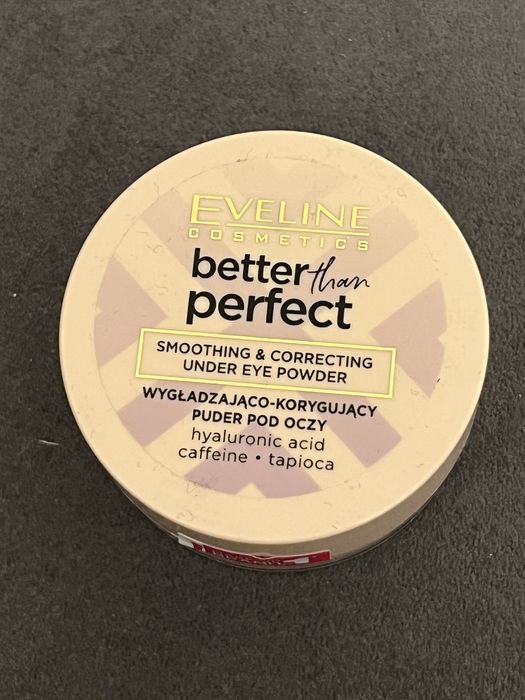 EVELINE
COSMETICS
better than
perfect
SMOOTHING & CORRECTING
UNDER EYE POWDER
WYGŁADZAJĄCO-KORYGUJĄCY
PUDER POD OCZY
hyaluronic acid
caffeine • tapioca